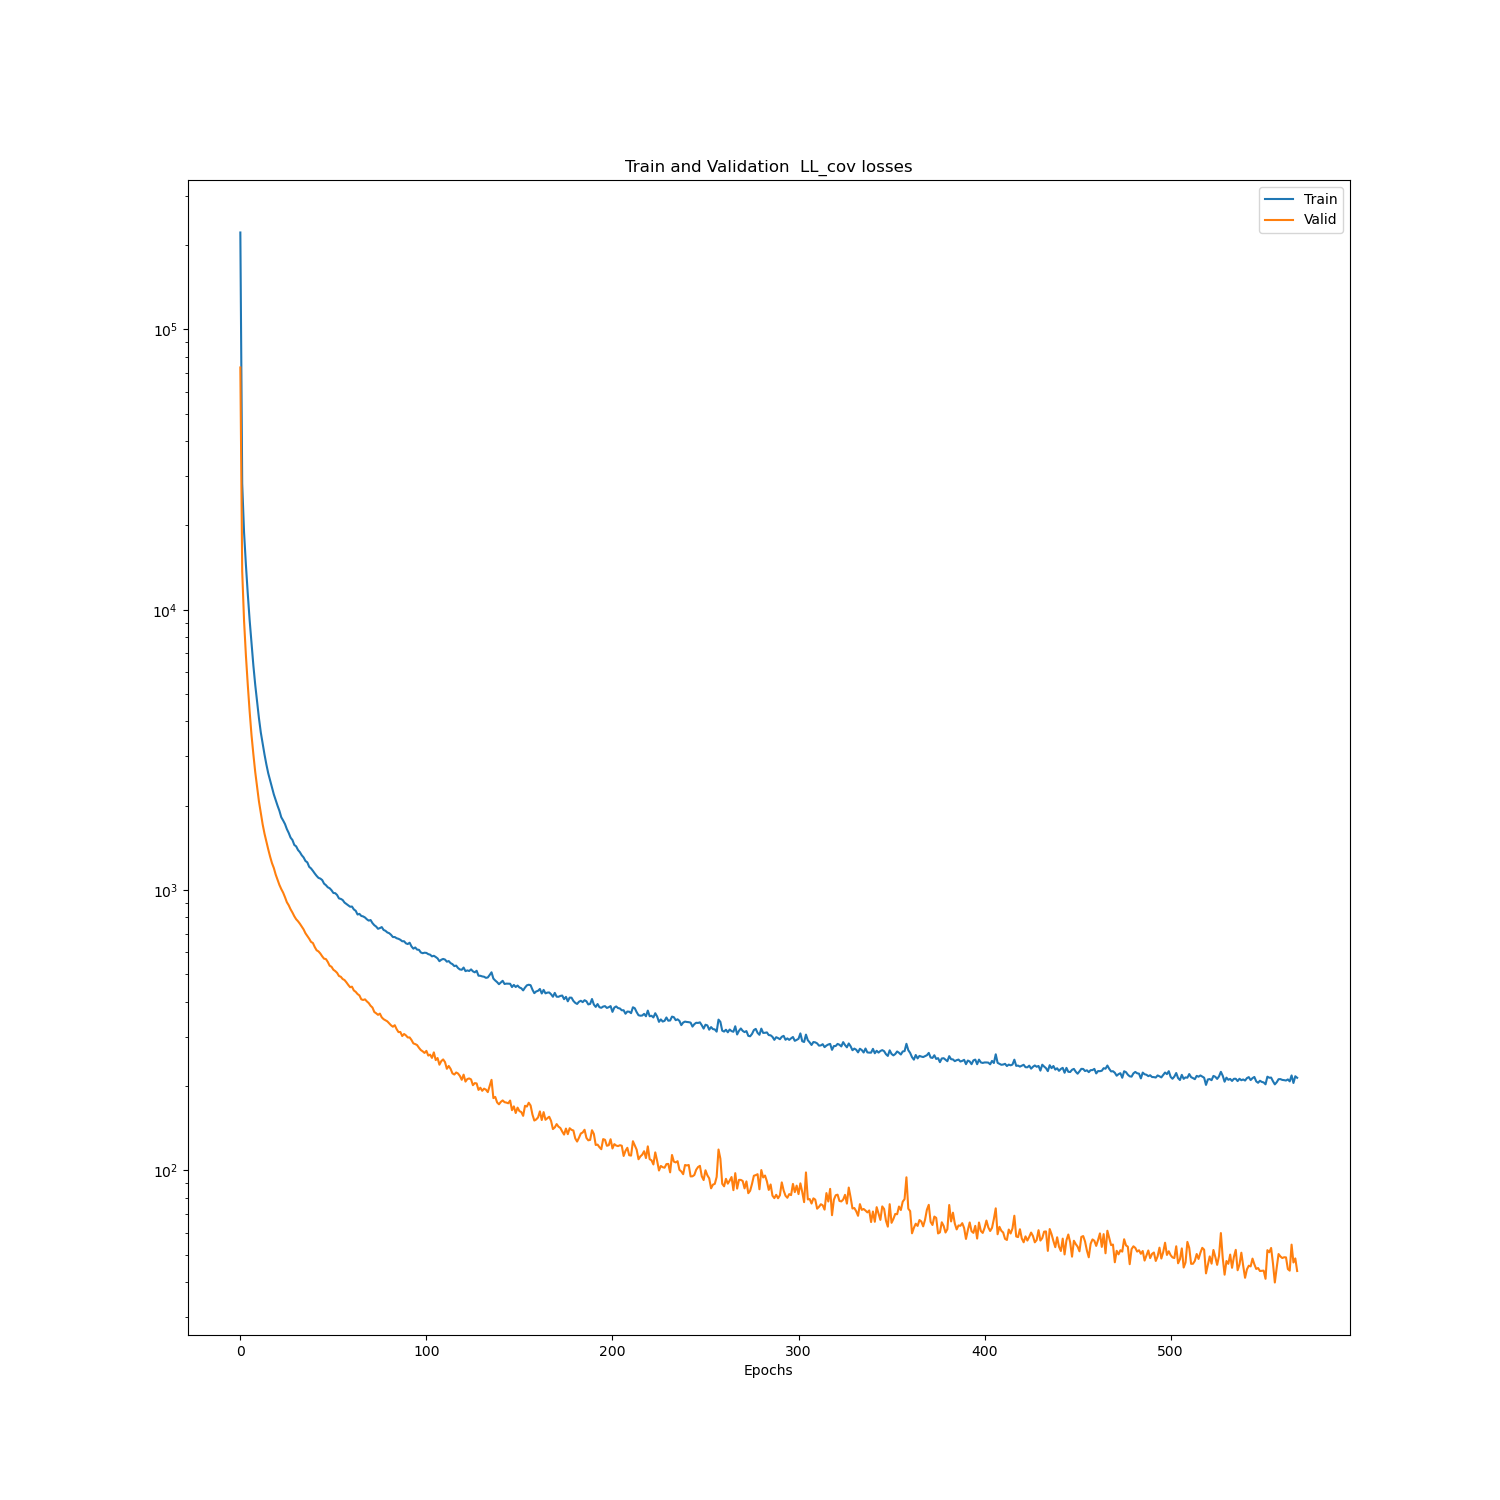 Train and Validation  LL_cov losses
Train
Valid
10^5
10^4
10^3
10^2
0 100 200 300 400 500
Epochs